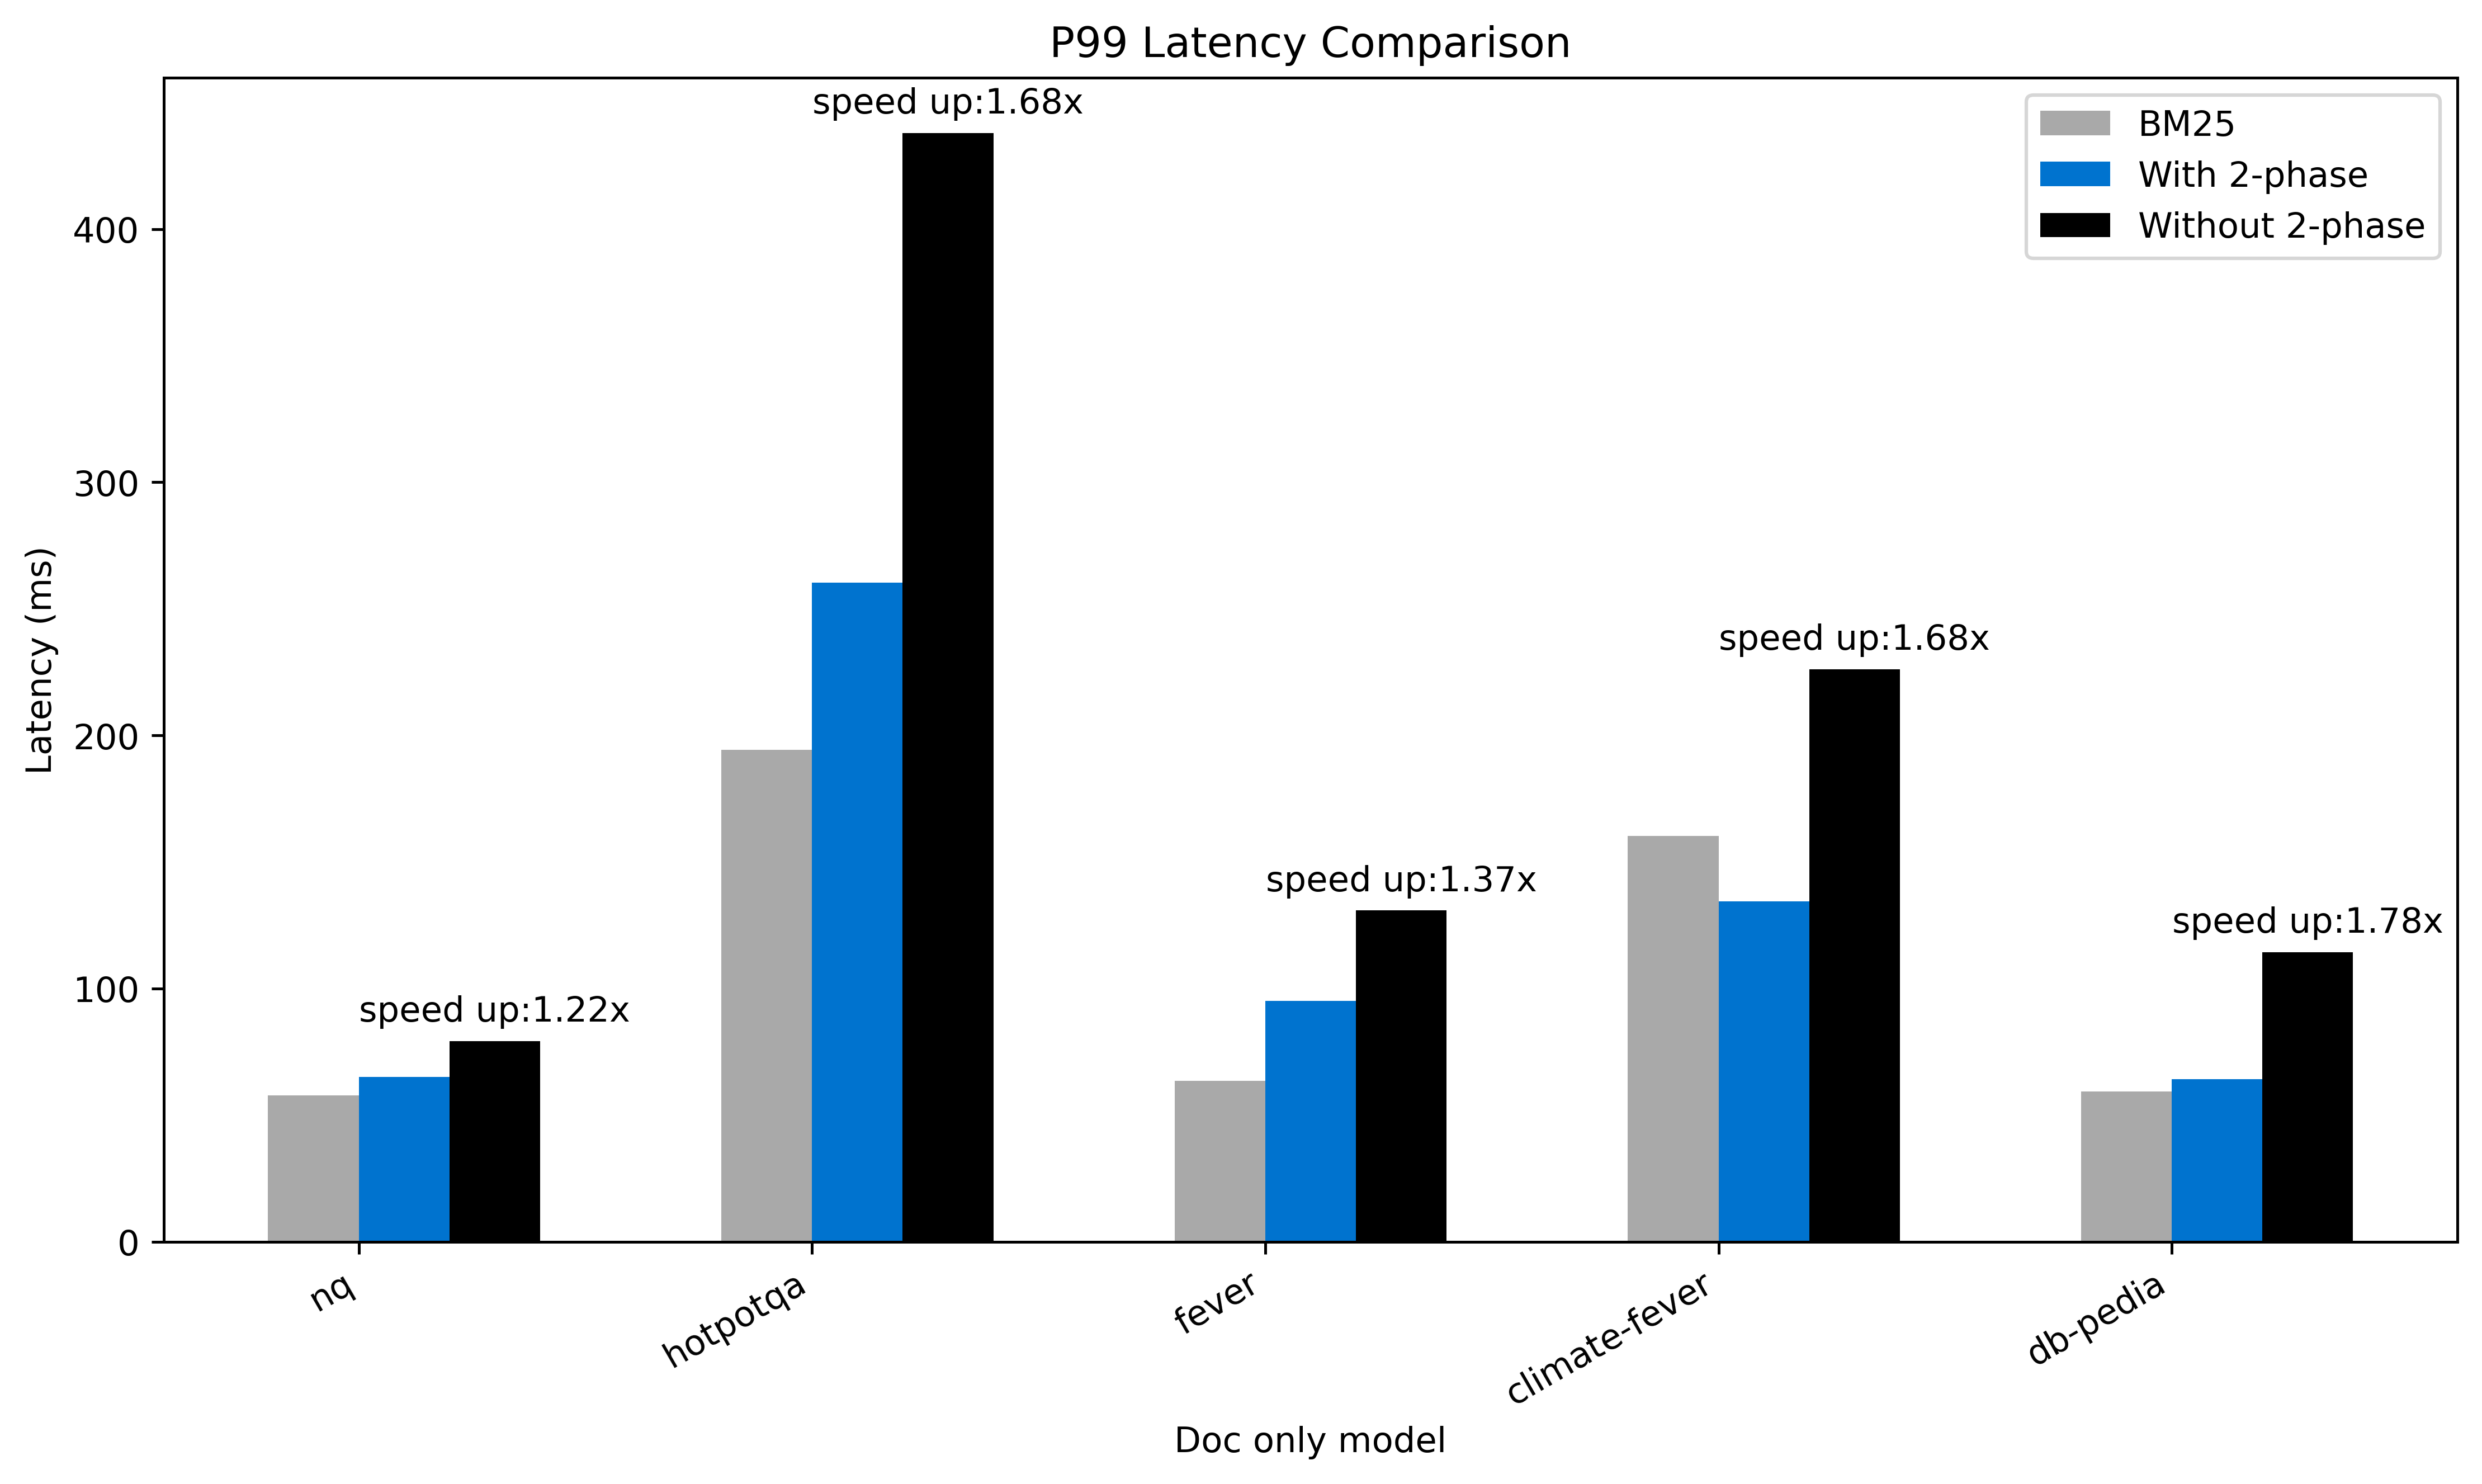 P99 Latency Comparison
speed up:1.68x
BM25
With 2-phase
Without 2-phase
400
300
Latency (ms)
200
speed up:1.68x
speed up:1.37x
speed up:1.78x
100
speed up:1.22x
0
nq
hotpotqa
fever
climate-fever
db-pedia
Doc only model